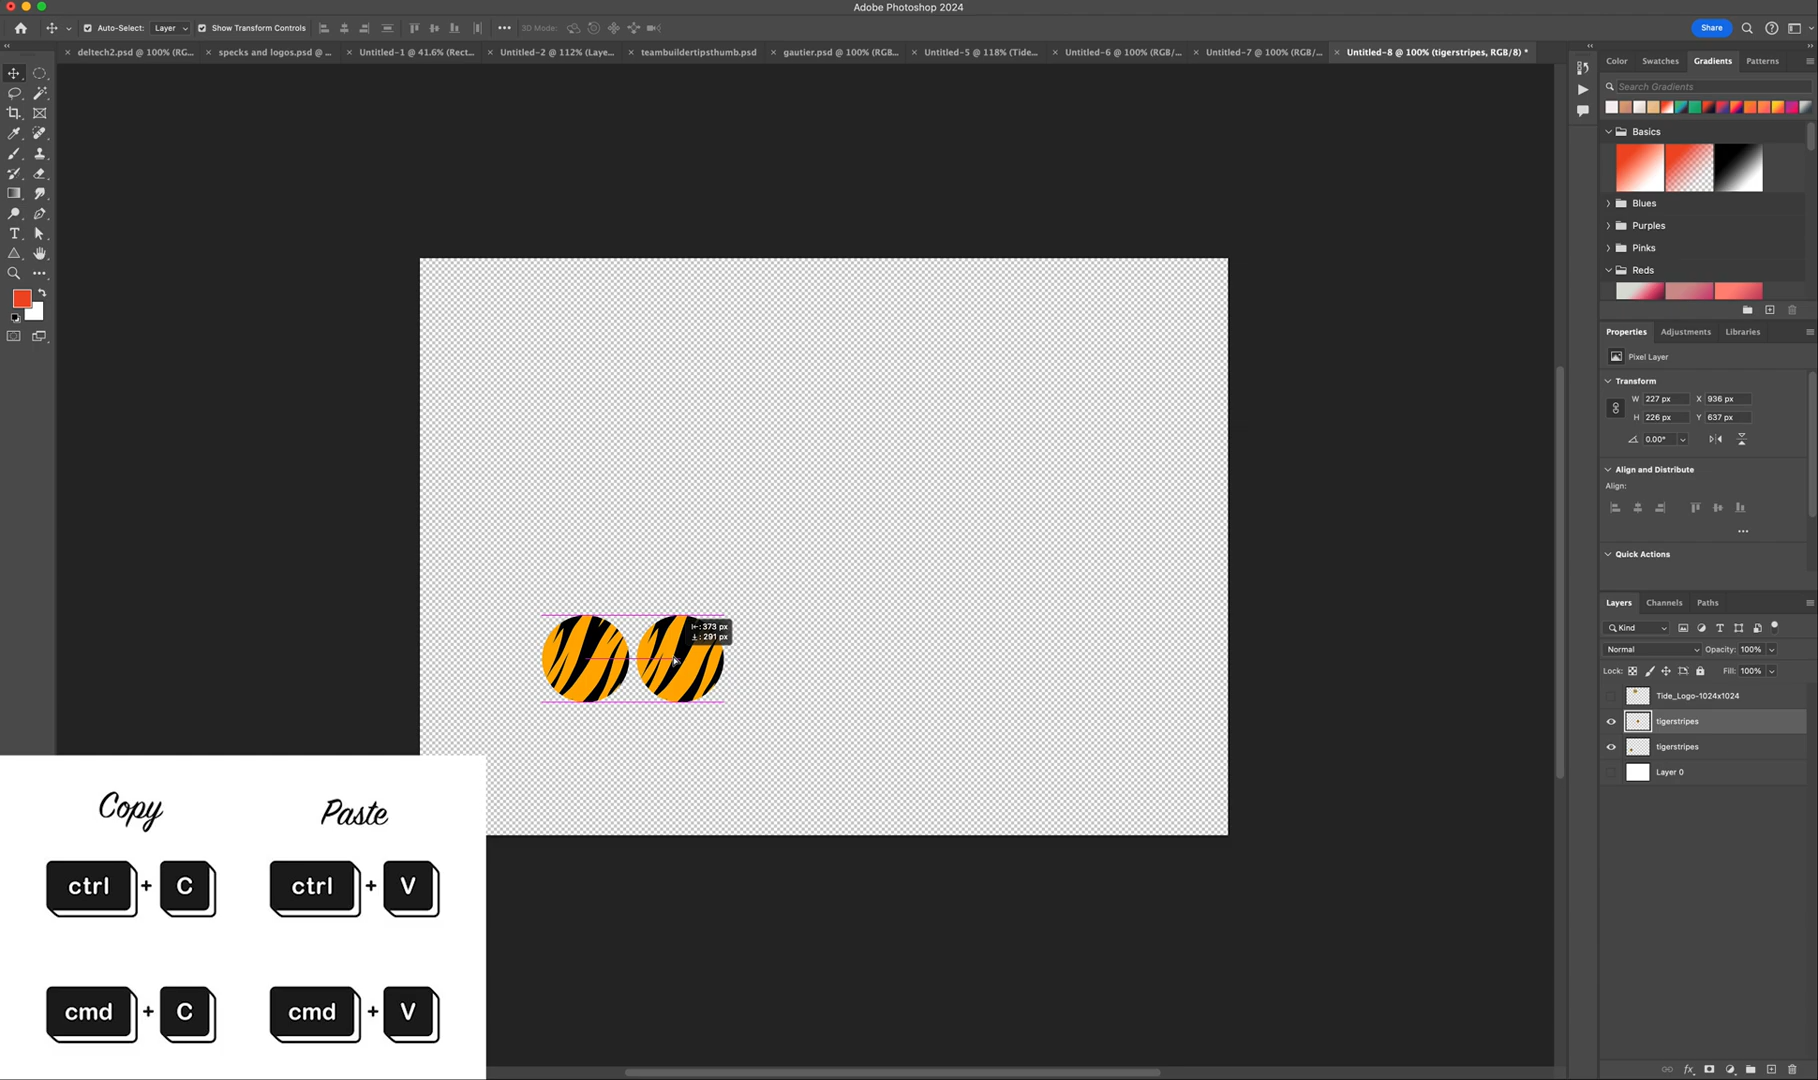 Adobe Photoshop 2024
Auto-Select: Layer Show Transform Controls 3D Mode: Share
deltech2.psd @ 100% (RG... specks and logos.psd @ ... Untitled-1 @ 41.6% (Rect... Untitled-2 @ 112% (Laye... teambuildertipsthumb.psd gautier.psd @ 100% (RGB... Untitled-5 @ 118% (Tide... Untitled-6 @ 100% (RGB/... Untitled-7 @ 100% (RGB/... Untitled-8 @ 100% (tigerstripes, RGB/8) *
Color Swatches Gradients Patterns
Search Gradients
Basics
Blues
Purples
Pinks
Reds
Properties Adjustments Libraries
Pixel Layer
Transform
W 227 px X 936 px
H 226 px Y 637 px
0.00°
Align and Distribute
Align:
Quick Actions
Layers Channels Paths
Kind
Normal Opacity: 100%
Lock: Fill: 100%
Tide_Logo-1024x1024
tigerstripes
tigerstripes
Layer 0
: 373 px
: 291 px
Copy Paste
ctrl + C ctrl + V
cmd + C cmd + V